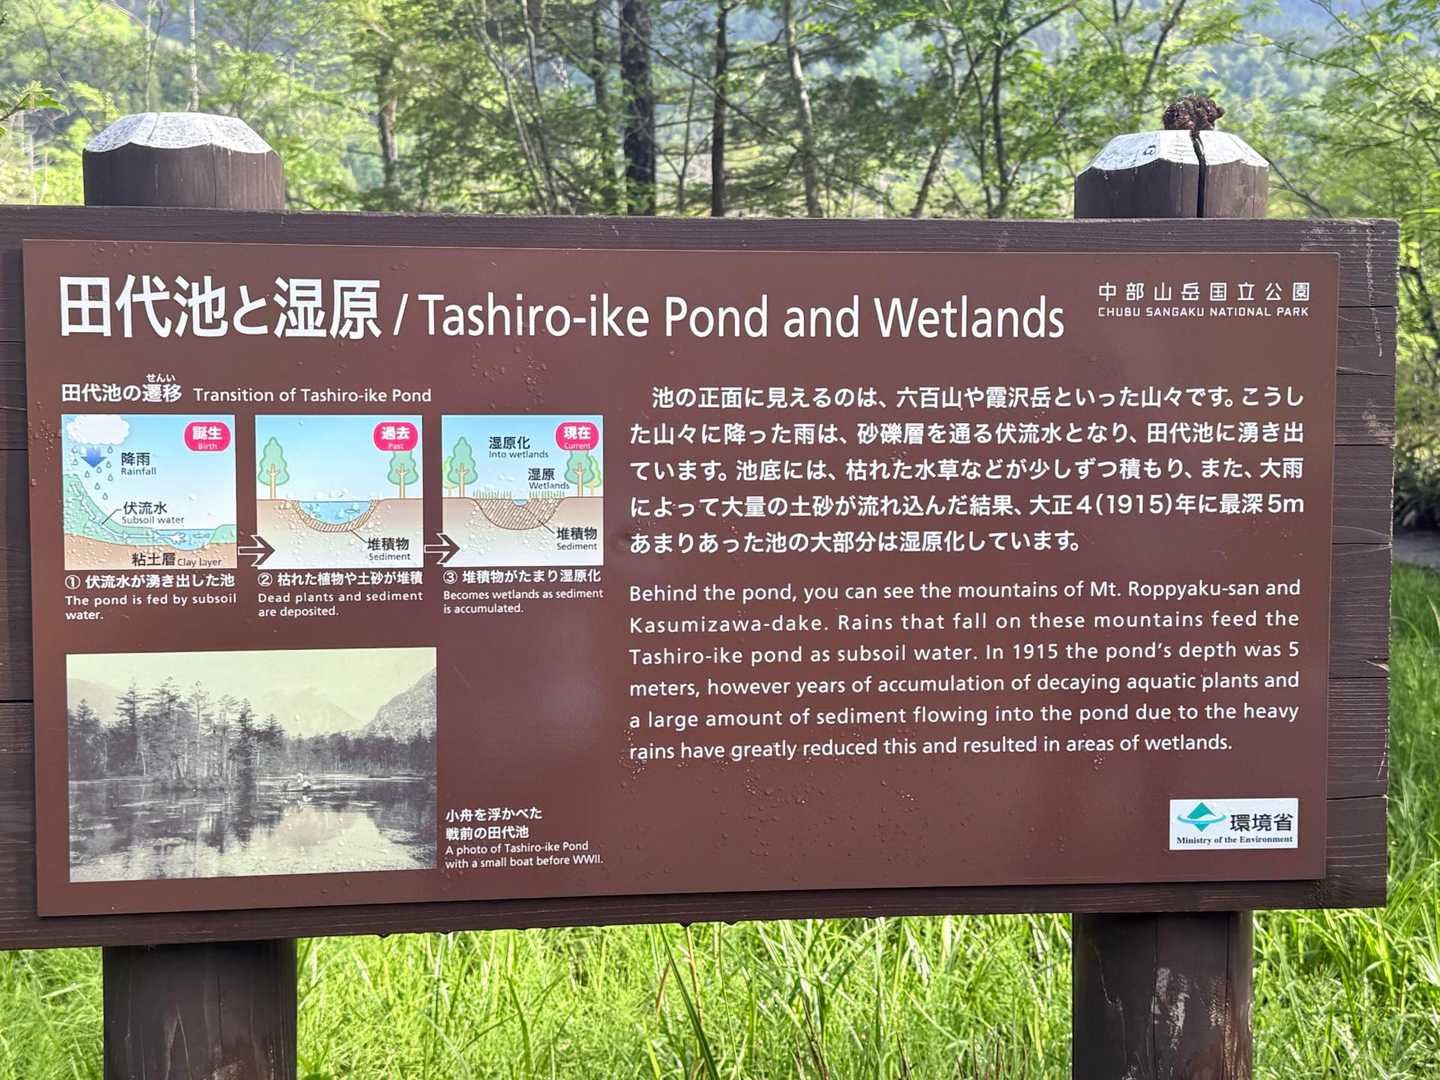 田代池と湿原 / Tashiro-ike Pond and Wetlands
中部山岳国立公園
CHUBU SANGAKU NATIONAL PARK
せんい
田代池の遷移 Transition of Tashiro-ike Pond
誕生
Birth
降雨
Rainfall
伏流水
Subsoil water
粘土層 Clay layer
① 伏流水が湧き出した池
The pond is fed by subsoil
water.
過去
Past
堆積物
Sediment
② 枯れた植物や土砂が堆積
Dead plants and sediment
are deposited.
現在
Current
湿原化
Into wetlands
湿原
Wetlands
堆積物
Sediment
③ 堆積物がたまり湿原化
Becomes wetlands as sediment
is accumulated.
小舟を浮かべた
戦前の田代池
A photo of Tashiro-ike Pond
with a small boat before WWII.
池の正面に見えるのは、六百山や霞沢岳といった山々です。こうし
た山々に降った雨は、砂礫層を通る伏流水となり、田代池に湧き出
ています。池底には、枯れた水草などが少しずつ積もり、また、大雨
によって大量の土砂が流れ込んだ結果、大正4(1915)年に最深5m
あまりあった池の大部分は湿原化しています。
Behind the pond, you can see the mountains of Mt. Roppyaku-san and
Kasumizawa-dake. Rains that fall on these mountains feed the
Tashiro-ike pond as subsoil water. In 1915 the pond's depth was 5
meters, however years of accumulation of decaying aquatic plants and
a large amount of sediment flowing into the pond due to the heavy
rains have greatly reduced this and resulted in areas of wetlands.
環境省
Ministry of the Environment